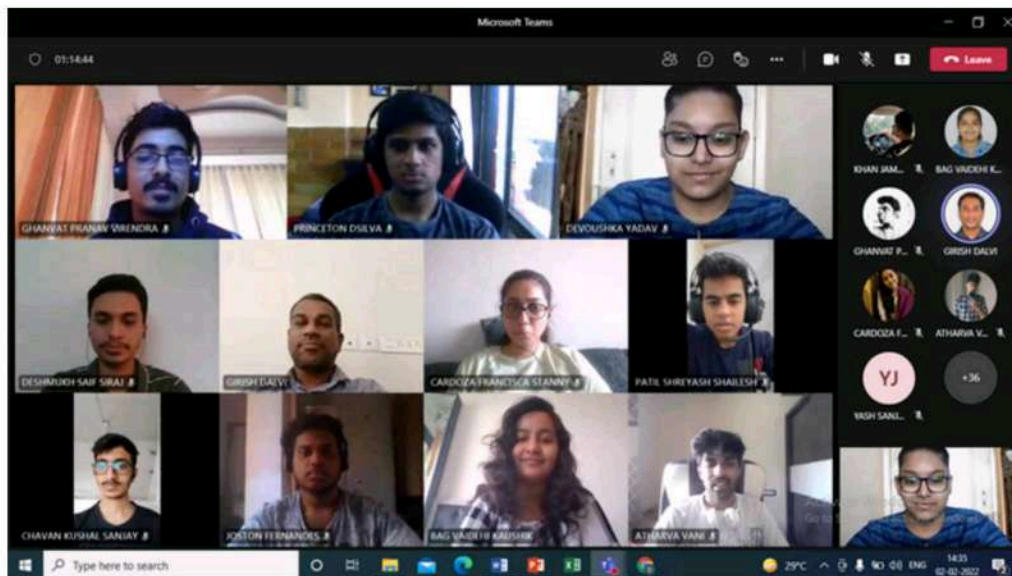 Microsoft Teams
01:14:44
Leave
GHANVAT PRANAV VIRENDRA
PRINCETON DSILVA
DEVOUSHKA YADAV
KHAN JAM...
BAG VAIDEHI K...
GHANVAT P...
GIRISH DALVI
DESHMUKH SAIF SIRAJ
GIRISH DALVI
CARDOZA FRANCISCA STANNY
PATIL SHREYASH SHAILESH
CARDOZA F...
ATHARVA V...
YJ
+36
YASH SANJ...
CHAVAN KUSHAL SANJAY
JOSTON FERNANDES
BAG VAIDEHI KAUSHIK
ATHARVA VANI
Go to
Type here to search
29°C
ENG
14:35
02-02-2022